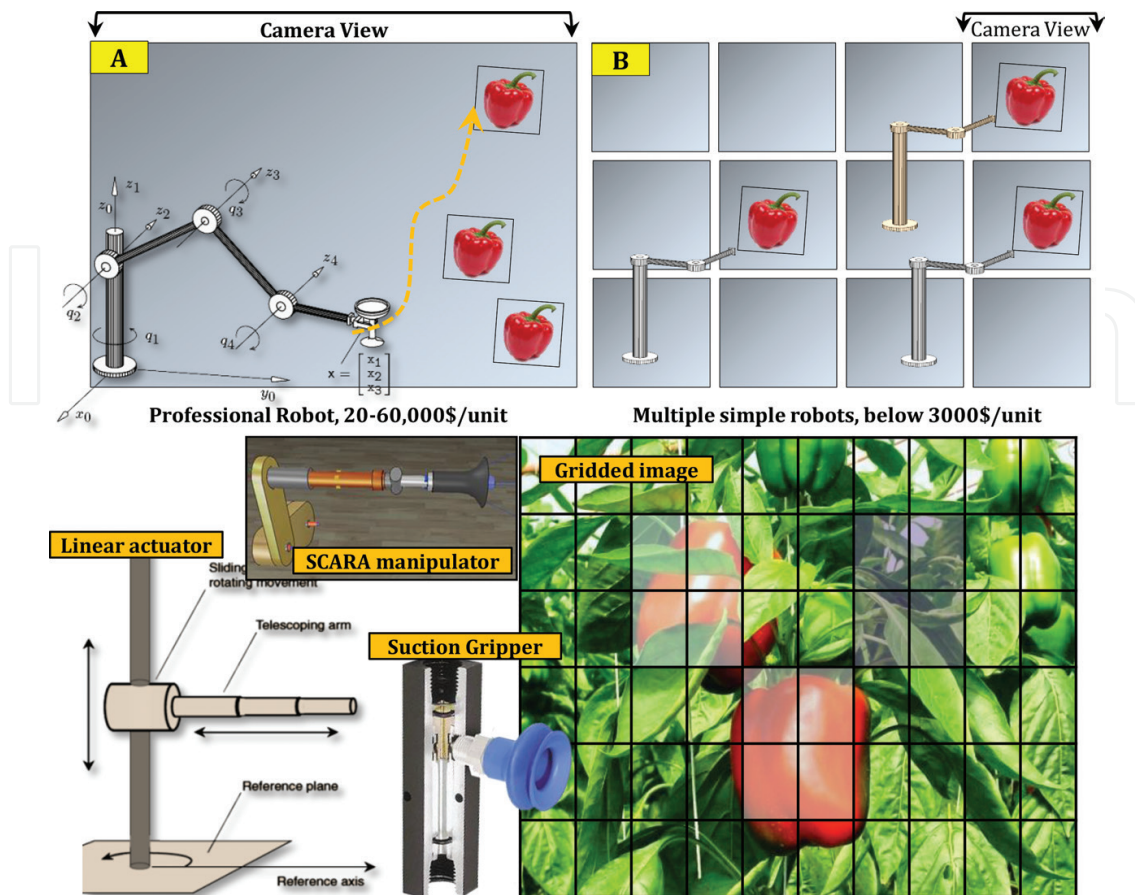 Camera View
A
z₃
z₁
z₀
z₂
q₃
z₄
q₂
q₁
q₄
x = [x₁
x₂
x₃]
y₀
x₀
Professional Robot, 20-60,000$/unit
Camera View
B
Multiple simple robots, below 3000$/unit
SCARA manipulator
Linear actuator
Sliding
rotating movement
Telescoping arm
Reference plane
Reference axis
Suction Gripper
Gridded image